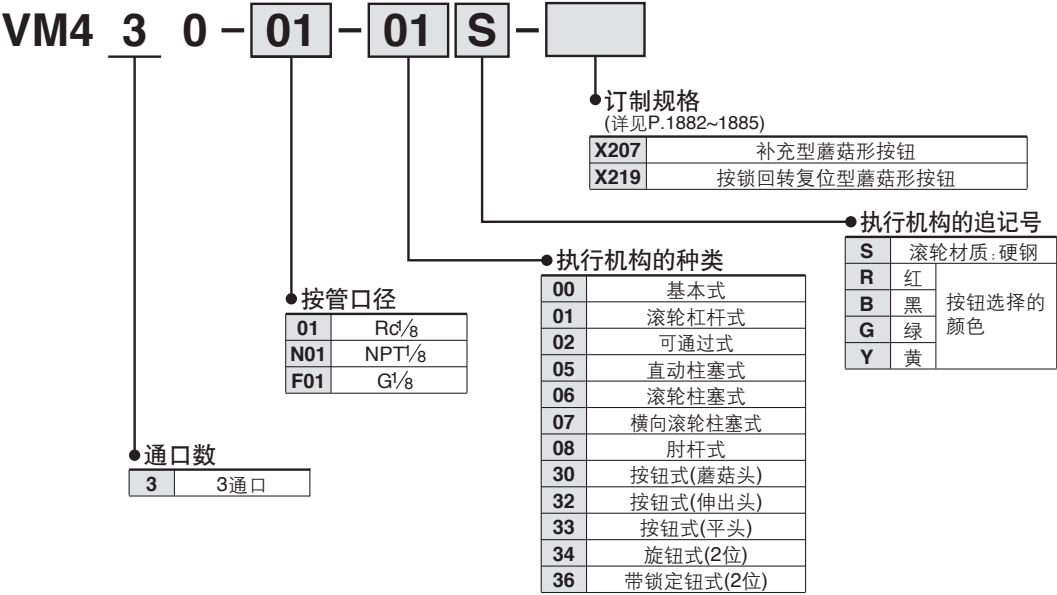 VM4 3 0 - 01 - 01 S -
订制规格
(详见P.1882~1885)
X207 补充型蘑菇形按钮
X219 按锁回转复位型蘑菇形按钮
执行机构的追记号
S 滚轮材质:硬钢
R 红
B 黑
G 绿
Y 黄
按钮选择的
颜色
执行机构的种类
00 基本式
01 滚轮杠杆式
02 可通过式
05 直动柱塞式
06 滚轮柱塞式
07 横向滚轮柱塞式
08 肘杆式
30 按钮式(蘑菇头)
32 按钮式(伸出头)
33 按钮式(平头)
34 旋钮式(2位)
36 带锁定钮式(2位)
按管口径
01 Rc1/8
N01 NPT1/8
F01 G1/8
通口数
3 3通口